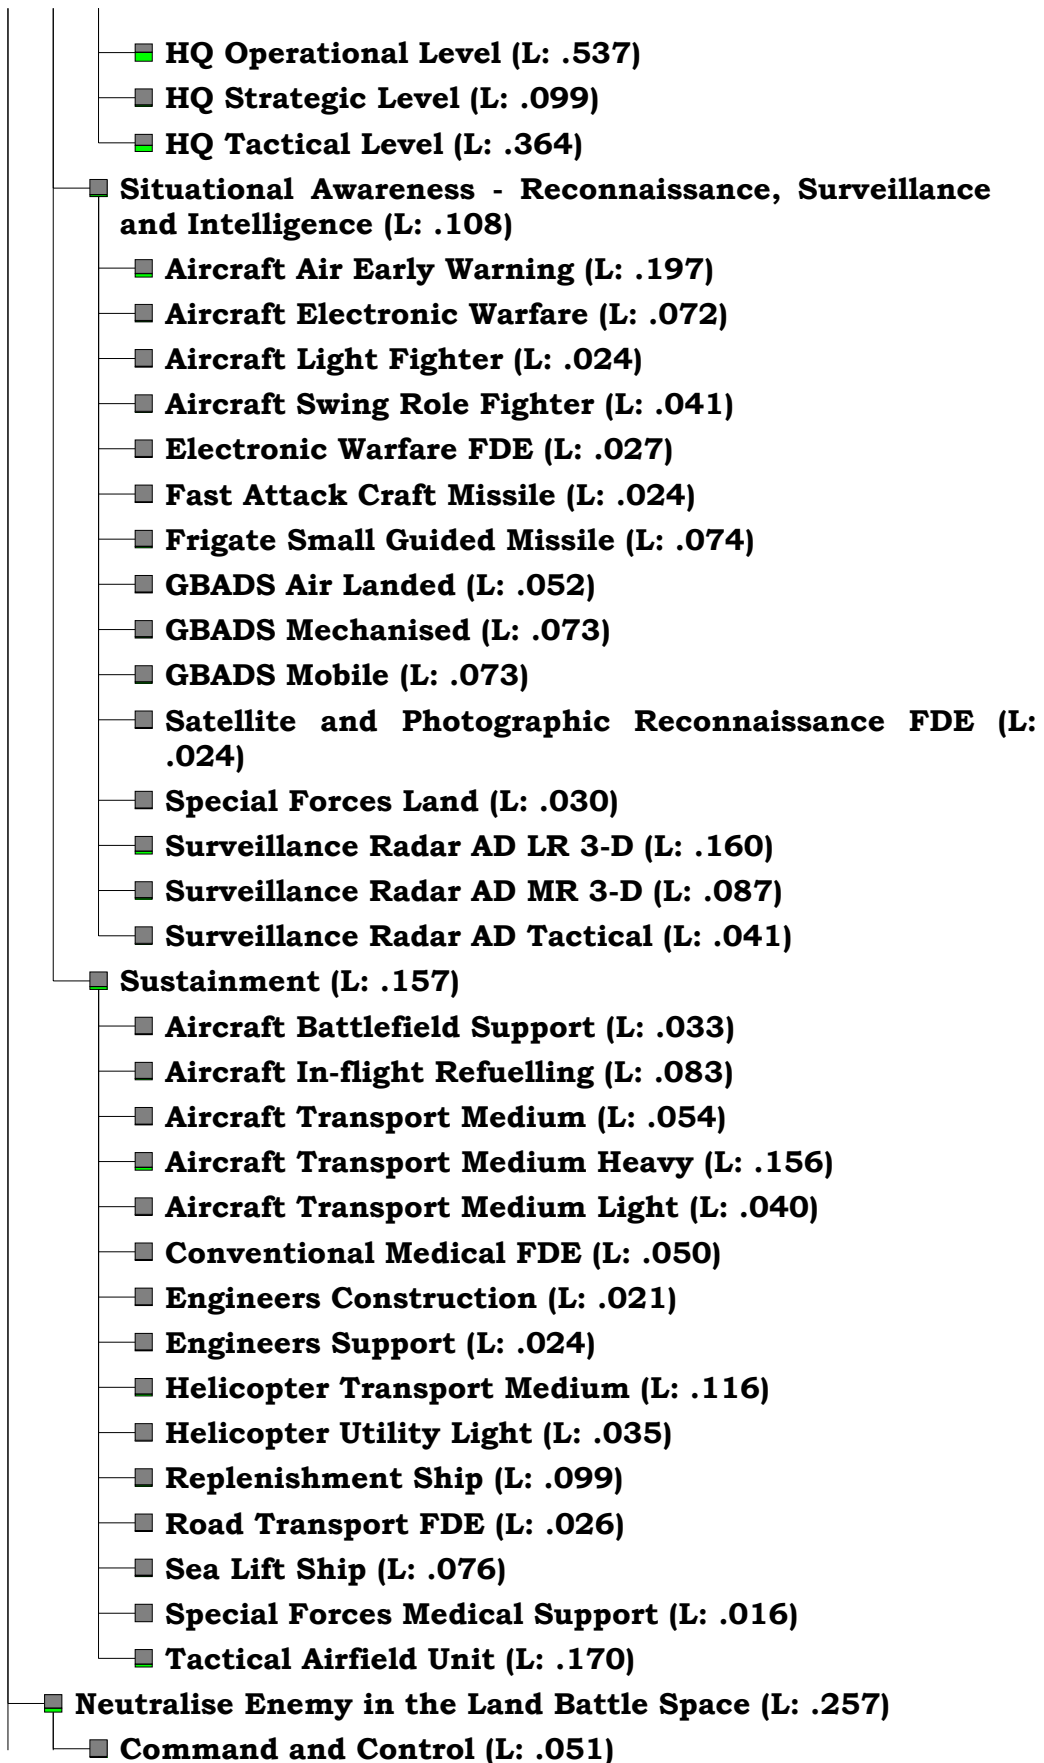 HQ Operational Level (L: .537)
HQ Strategic Level (L: .099)
HQ Tactical Level (L: .364)
Situational Awareness - Reconnaissance, Surveillance
and Intelligence (L: .108)
Aircraft Air Early Warning (L: .197)
Aircraft Electronic Warfare (L: .072)
Aircraft Light Fighter (L: .024)
Aircraft Swing Role Fighter (L: .041)
Electronic Warfare FDE (L: .027)
Fast Attack Craft Missile (L: .024)
Frigate Small Guided Missile (L: .074)
GBADS Air Landed (L: .052)
GBADS Mechanised (L: .073)
GBADS Mobile (L: .073)
Satellite and Photographic Reconnaissance FDE (L:
.024)
Special Forces Land (L: .030)
Surveillance Radar AD LR 3-D (L: .160)
Surveillance Radar AD MR 3-D (L: .087)
Surveillance Radar AD Tactical (L: .041)
Sustainment (L: .157)
Aircraft Battlefield Support (L: .033)
Aircraft In-flight Refuelling (L: .083)
Aircraft Transport Medium (L: .054)
Aircraft Transport Medium Heavy (L: .156)
Aircraft Transport Medium Light (L: .040)
Conventional Medical FDE (L: .050)
Engineers Construction (L: .021)
Engineers Support (L: .024)
Helicopter Transport Medium (L: .116)
Helicopter Utility Light (L: .035)
Replenishment Ship (L: .099)
Road Transport FDE (L: .026)
Sea Lift Ship (L: .076)
Special Forces Medical Support (L: .016)
Tactical Airfield Unit (L: .170)
Neutralise Enemy in the Land Battle Space (L: .257)
Command and Control (L: .051)